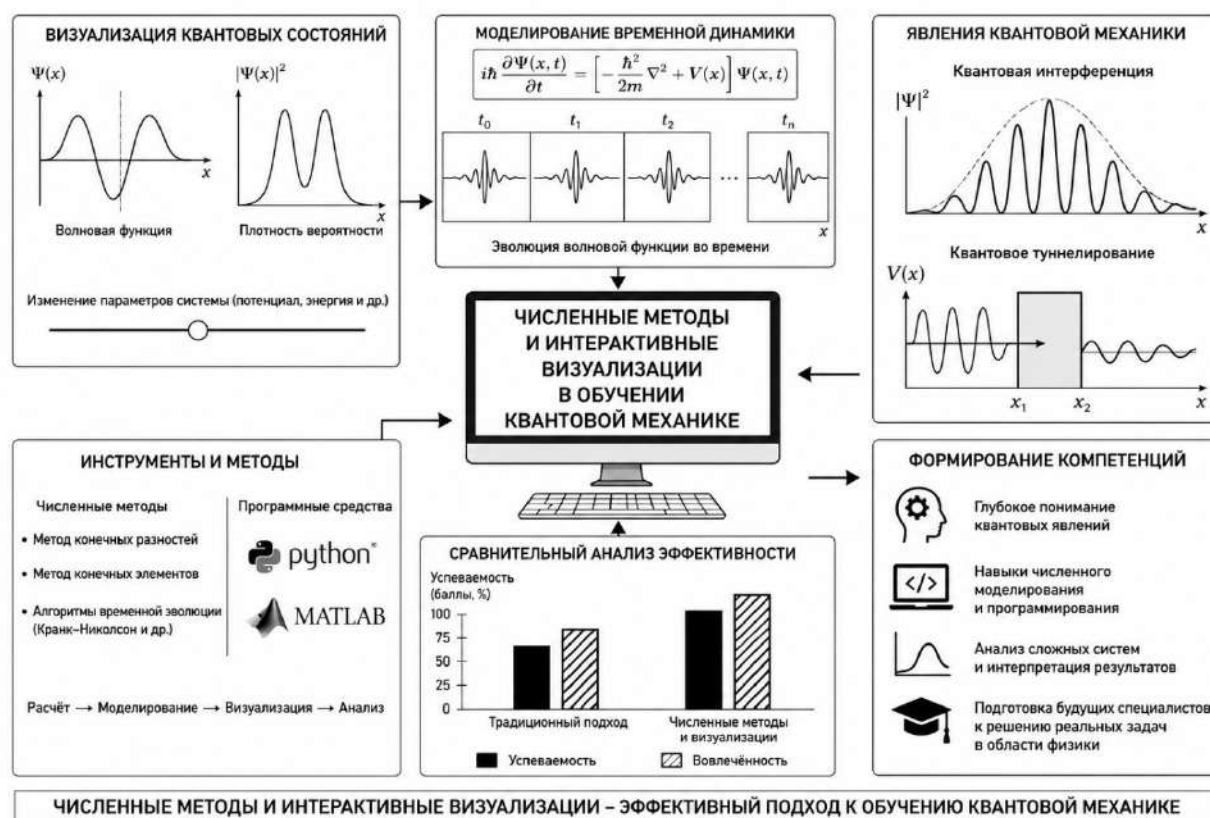 ВИЗУАЛИЗАЦИЯ КВАНТОВЫХ СОСТОЯНИЙ
Ψ(x)
|Ψ(x)|²
x
x
Волновая функция
Плотность вероятности
Изменение параметров системы (потенциал, энергия и др.)
МОДЕЛИРОВАНИЕ ВРЕМЕННОЙ ДИНАМИКИ
iħ ∂Ψ(x, t)/∂t = [−ħ²/2m ∇² + V(x)] Ψ(x, t)
t₀ t₁ t₂ tₙ
...
x
Эволюция волновой функции во времени
ЯВЛЕНИЯ КВАНТОВОЙ МЕХАНИКИ
Квантовая интерференция
|Ψ|²
x
Квантовое туннелирование
V(x)
x₁ x₂ x
ЧИСЛЕННЫЕ МЕТОДЫ
И ИНТЕРАКТИВНЫЕ
ВИЗУАЛИЗАЦИИ
В ОБУЧЕНИИ
КВАНТОВОЙ МЕХАНИКЕ
ИНСТРУМЕНТЫ И МЕТОДЫ
Численные методы
• Метод конечных разностей
• Метод конечных элементов
• Алгоритмы временной эволюции
(Кранк–Николсон и др.)
Программные средства
python
MATLAB
Расчёт → Моделирование → Визуализация → Анализ
СРАВНИТЕЛЬНЫЙ АНАЛИЗ ЭФФЕКТИВНОСТИ
Успеваемость
(баллы, %)
100
75
50
25
0
Традиционный подход
Численные методы
и визуализации
Успеваемость
Вовлечённость
ФОРМИРОВАНИЕ КОМПЕТЕНЦИЙ
Глубокое понимание
квантовых явлений
</>
Навыки численного
моделирования
и программирования
Анализ сложных систем
и интерпретация результатов
Подготовка будущих специалистов
к решению реальных задач
в области физики
ЧИСЛЕННЫЕ МЕТОДЫ И ИНТЕРАКТИВНЫЕ ВИЗУАЛИЗАЦИИ – ЭФФЕКТИВНЫЙ ПОДХОД К ОБУЧЕНИЮ КВАНТОВОЙ МЕХАНИКЕ